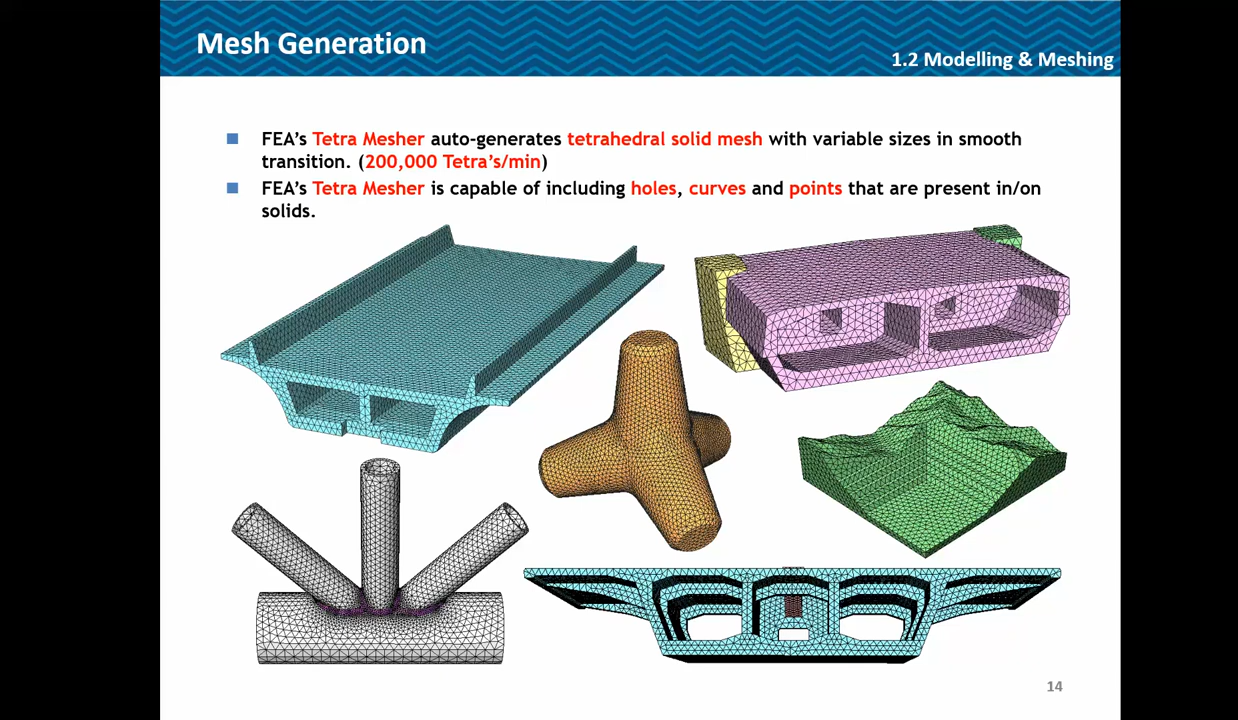 Mesh Generation
1.2 Modelling & Meshing
FEA's Tetra Mesher auto-generates tetrahedral solid mesh with variable sizes in smooth
transition. (200,000 Tetra's/min)
FEA's Tetra Mesher is capable of including holes, curves and points that are present in/on
solids.
14